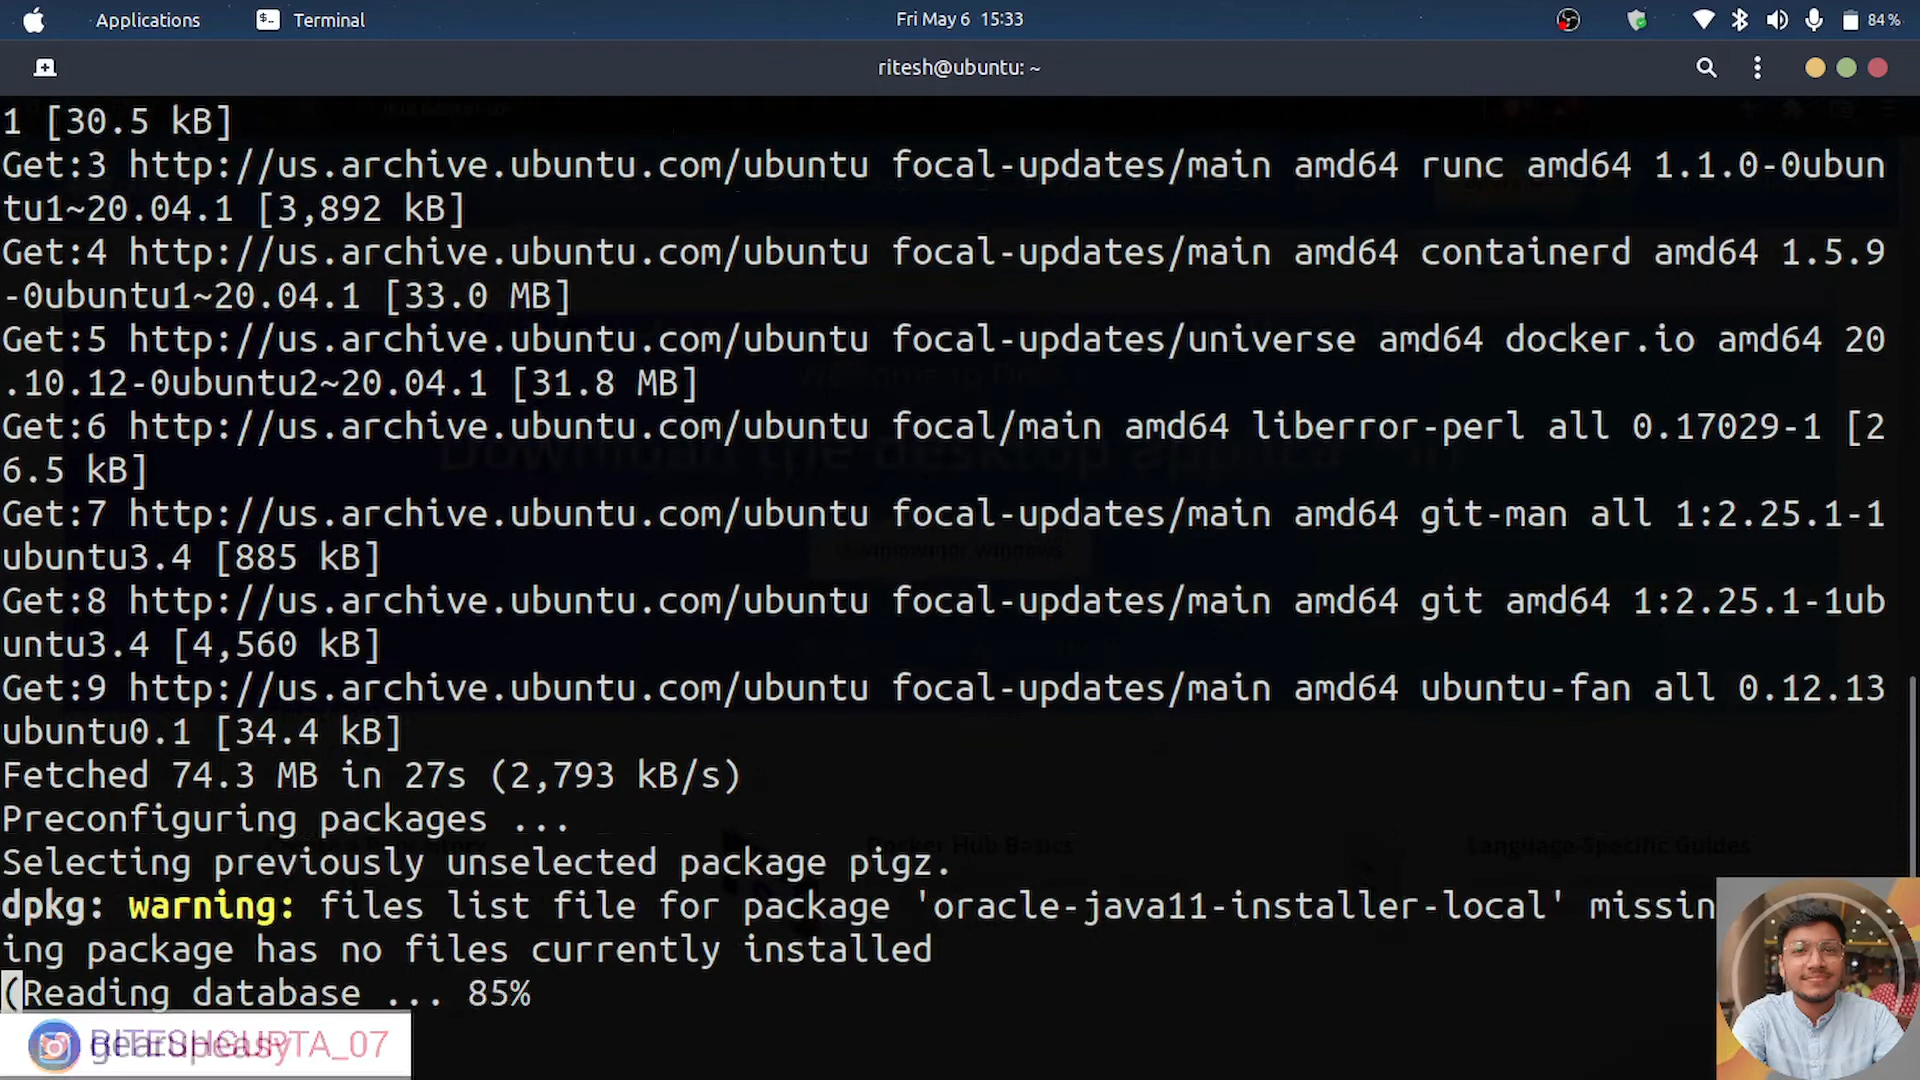 Applications Terminal Fri May 6 15:33 84 %
ritesh@ubuntu: ~
1 [30.5 kB]
Get:3 http://us.archive.ubuntu.com/ubuntu focal-updates/main amd64 runc amd64 1.1.0-0ubun
tu1~20.04.1 [3,892 kB]
Get:4 http://us.archive.ubuntu.com/ubuntu focal-updates/main amd64 containerd amd64 1.5.9
-0ubuntu1~20.04.1 [33.0 MB]
Get:5 http://us.archive.ubuntu.com/ubuntu focal-updates/universe amd64 docker.io amd64 20
.10.12-0ubuntu2~20.04.1 [31.8 MB]
Get:6 http://us.archive.ubuntu.com/ubuntu focal/main amd64 liberror-perl all 0.17029-1 [2
6.5 kB]
Get:7 http://us.archive.ubuntu.com/ubuntu focal-updates/main amd64 git-man all 1:2.25.1-1
ubuntu3.4 [885 kB]
Get:8 http://us.archive.ubuntu.com/ubuntu focal-updates/main amd64 git amd64 1:2.25.1-1ub
untu3.4 [4,560 kB]
Get:9 http://us.archive.ubuntu.com/ubuntu focal-updates/main amd64 ubuntu-fan all 0.12.13
ubuntu0.1 [34.4 kB]
Fetched 74.3 MB in 27s (2,793 kB/s)
Preconfiguring packages ...
Docker Hub Basics Language-Specific Guides
Selecting previously unselected package pigz.
dpkg: warning: files list file for package 'oracle-java11-installer-local' missin
ing package has no files currently installed
(Reading database ... 85%